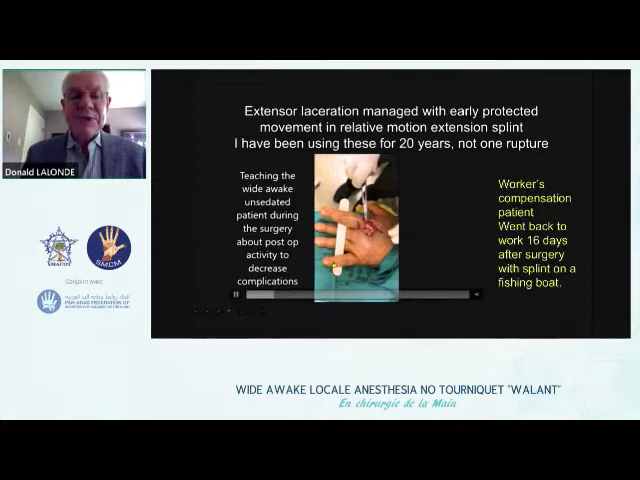 Extensor laceration managed with early protected
movement in relative motion extension splint
I have been using these for 20 years, not one rupture
Donald LALONDE
Teaching the
wide awake
unsedated
patient during
the surgery
about post op
activity to
decrease
complications
Worker's
compensation
patient
Went back to
work 16 days
after surgery
with splint on a
fishing boat.
SMACOT
SMCM
Conjoint avec
PAN-ARAB FEDERATION OF
WIDE AWAKE LOCALE ANESTHESIA NO TOURNIQUET "WALANT"
En chirurgie de la Main